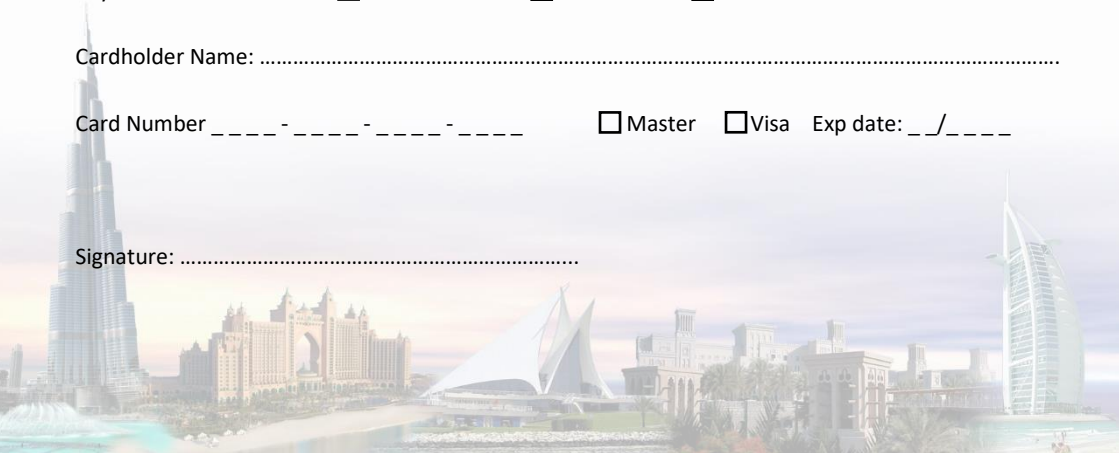 Cardholder Name: ……………………………………………………………………………………………………………………………….
Card Number _ _ _ _ - _ _ _ _ - _ _ _ _ - _ _ _ _ ☐ Master ☐ Visa Exp date: _ _/_ _ _ _
Signature: ……………………………………………………………...